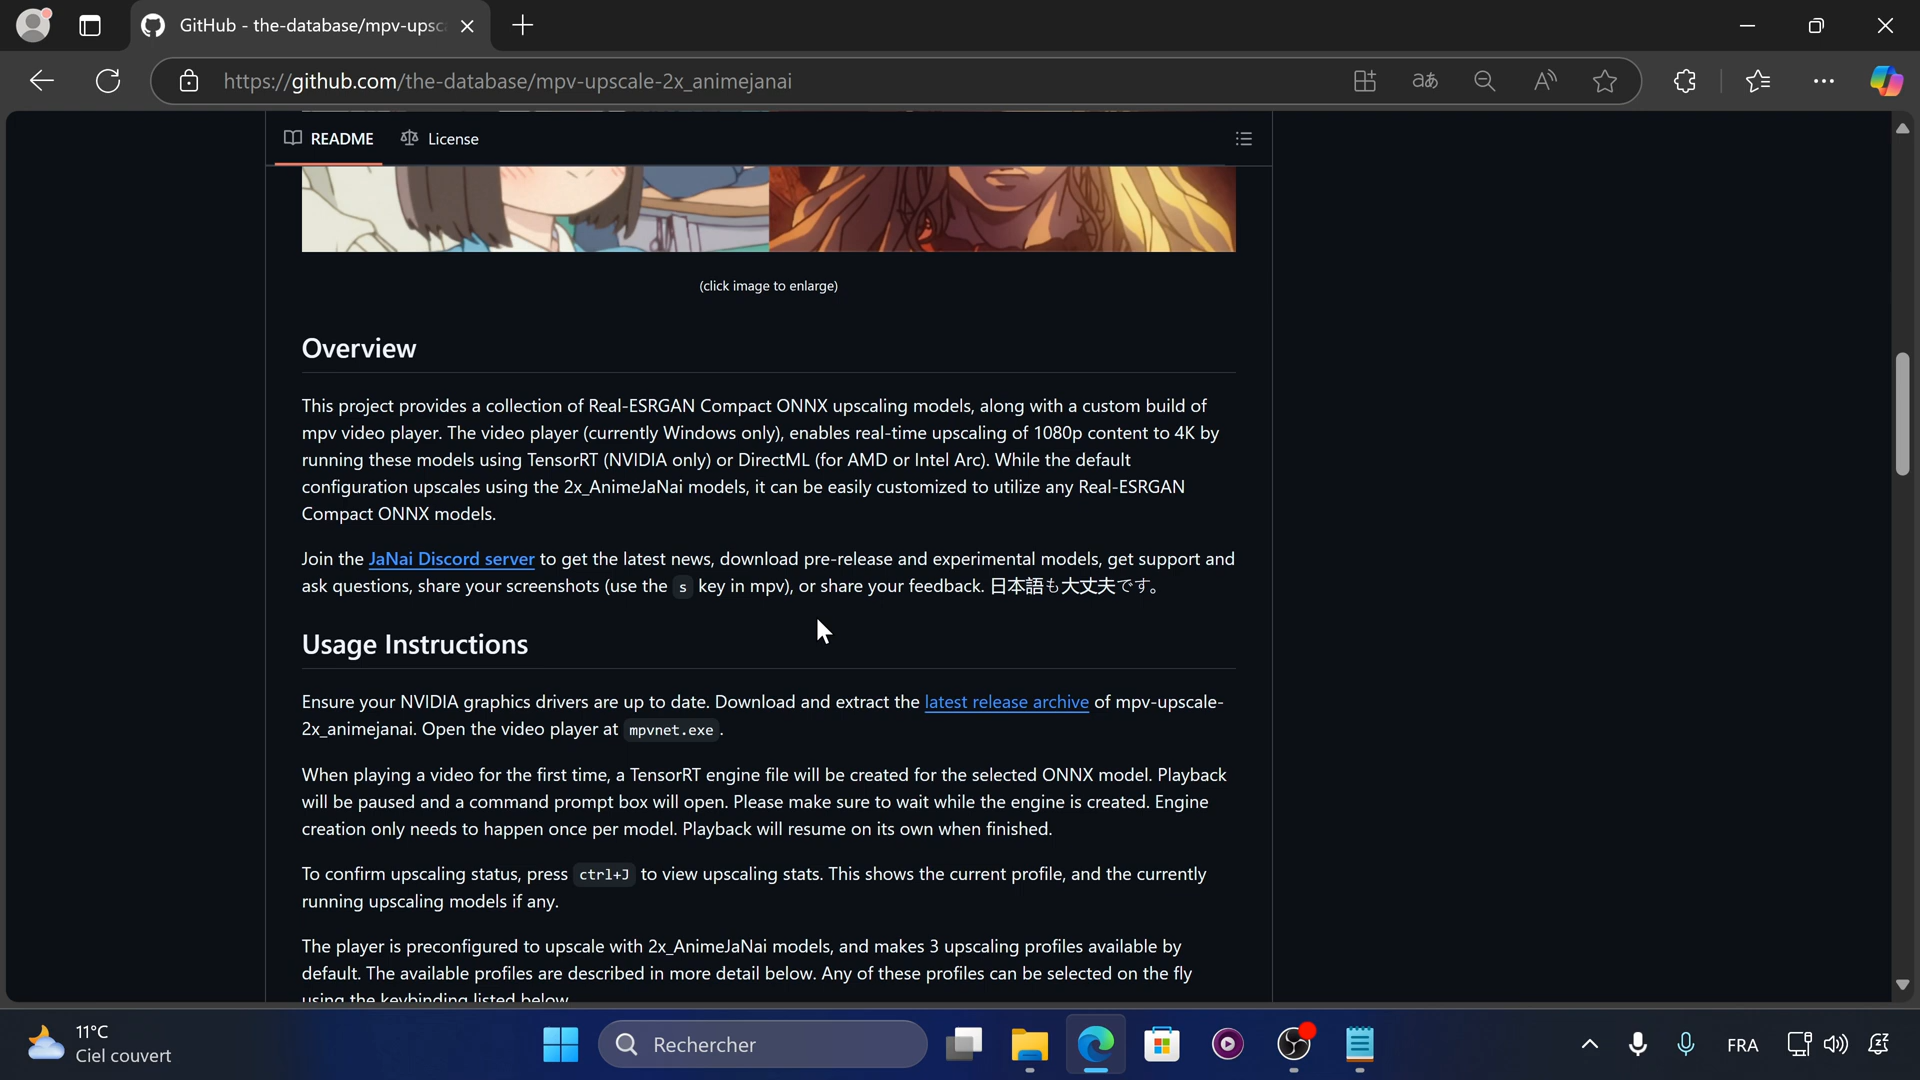 GitHub - the-database/mpv-upsc
https://github.com/the-database/mpv-upscale-2x_animejanai
README
License
(click image to enlarge)
Overview
This project provides a collection of Real-ESRGAN Compact ONNX upscaling models, along with a custom build of
mpv video player. The video player (currently Windows only), enables real-time upscaling of 1080p content to 4K by
running these models using TensorRT (NVIDIA only) or DirectML (for AMD or Intel Arc). While the default
configuration upscales using the 2x_AnimeJaNai models, it can be easily customized to utilize any Real-ESRGAN
Compact ONNX models.
Join the JaNai Discord server to get the latest news, download pre-release and experimental models, get support and
ask questions, share your screenshots (use the s key in mpv), or share your feedback. 日本語も大丈夫です。
Usage Instructions
Ensure your NVIDIA graphics drivers are up to date. Download and extract the latest release archive of mpv-upscale-
2x_animejanai. Open the video player at mpvnet.exe.
When playing a video for the first time, a TensorRT engine file will be created for the selected ONNX model. Playback
will be paused and a command prompt box will open. Please make sure to wait while the engine is created. Engine
creation only needs to happen once per model. Playback will resume on its own when finished.
To confirm upscaling status, press ctrl+J to view upscaling stats. This shows the current profile, and the currently
running upscaling models if any.
The player is preconfigured to upscale with 2x_AnimeJaNai models, and makes 3 upscaling profiles available by
default. The available profiles are described in more detail below. Any of these profiles can be selected on the fly
using the keybinding listed below
11°C
Ciel couvert
Rechercher
FRA